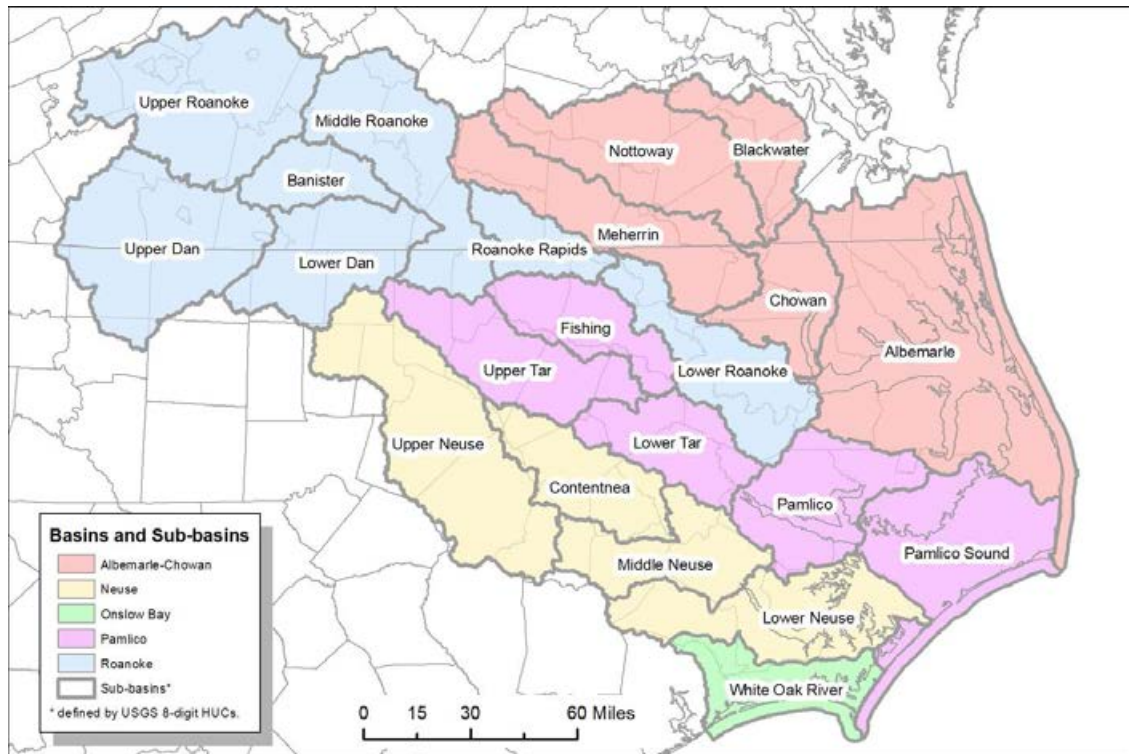 Upper Roanoke
Middle Roanoke
Nottoway
Blackwater
Banister
Meherrin
Upper Dan
Lower Dan
Roanoke Rapids
Chowan
Fishing
Albemarle
Upper Tar
Lower Roanoke
Upper Neuse
Lower Tar
Contentnea
Pamlico
Pamlico Sound
Middle Neuse
Lower Neuse
White Oak River
Basins and Sub-basins
Albemarle-Chowan
Neuse
Onslow Bay
Pamlico
Roanoke
Sub-basins*
* defined by USGS 8-digit HUCs.
0 15 30 60 Miles